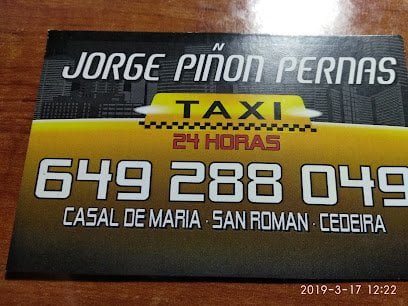 JORGE PIÑON PERNAS
TAXI
24 HORAS
649 288 049
CASAL DE MARIA · SAN ROMAN · CEDEIRA
2019-3-17 12:22